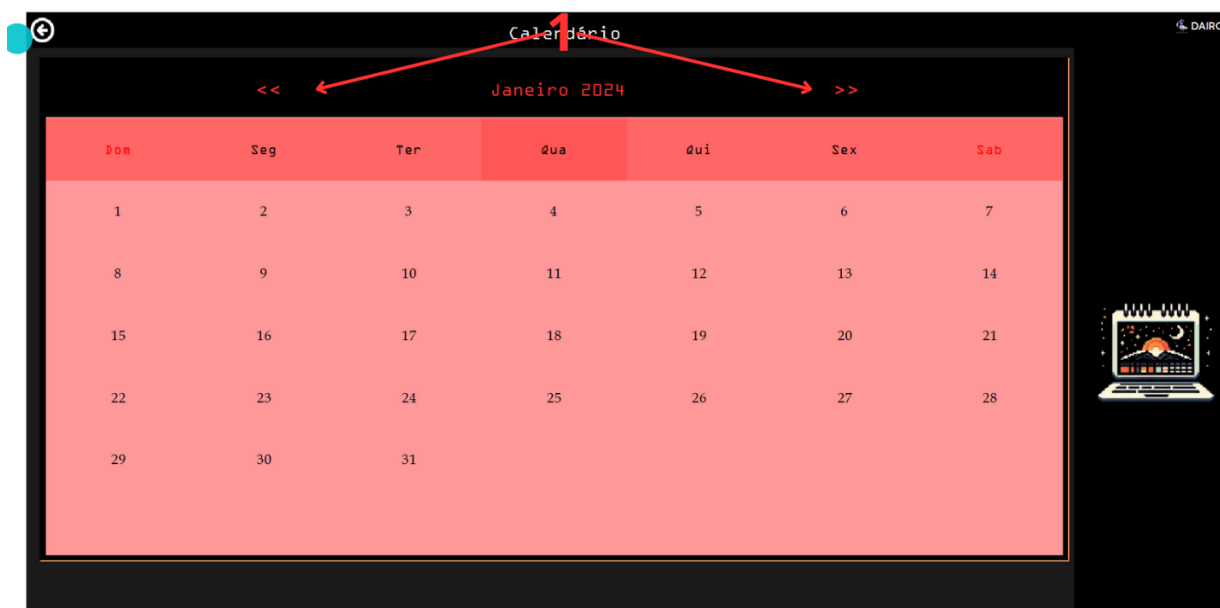 1
Calendário
DAIRO
<< Janeiro 2024 >>
Dom Seg Ter Qua Qui Sex Sab
1 2 3 4 5 6 7
8 9 10 11 12 13 14
15 16 17 18 19 20 21
22 23 24 25 26 27 28
29 30 31